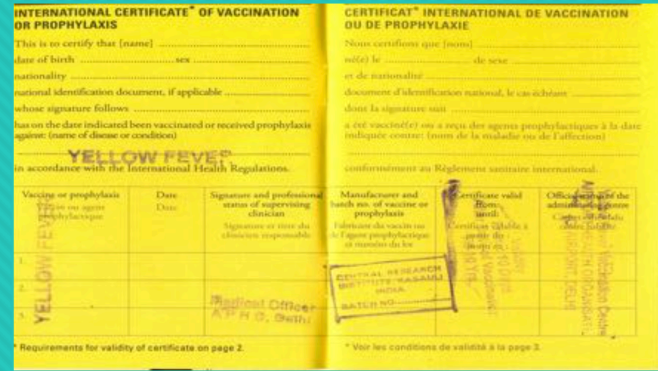 INTERNATIONAL CERTIFICATE* OF VACCINATION
OR PROPHYLAXIS
This is to certify that [name]
date of birth sex
nationality
national identification document, if applicable
whose signature follows
has on the date indicated been vaccinated or received prophylaxis
against: (name of disease or condition)
YELLOW FEVER
in accordance with the International Health Regulations.
Vaccine or prophylaxis
Vaccin ou agent
prophylactique
Date
Date
Signature and professional
status of supervising
clinician
Signature et titre du
clinicien responsable
1.
2.
3.
YELLOW FEVER
Medical Officer
A.P.H.O, Delhi
* Requirements for validity of certificate on page 2.
CERTIFICAT* INTERNATIONAL DE VACCINATION
OU DE PROPHYLAXIE
Nous certifions que [nom]
né(e) le de sexe
et de nationalité
document d'identification national, le cas échéant
dont la signature suit
a été vacciné(e) ou a reçu des agents prophylactiques à la date
indiquée contre: (nom de la maladie ou de l'affection)
conformément au Règlement sanitaire international.
Manufacturer and
batch no. of vaccine or
prophylaxis
Fabricant du vaccin ou
de l'agent prophylactique
et numéro du lot
Certificate valid
from:
until:
Certificat valable à
partir du :
jusqu'au :
Official stamp of the
administering centre
CENTRAL RESEARCH
INSTITUTE, KASAULI
INDIA
BATCH NO
* Voir les conditions de validité à la page 3.